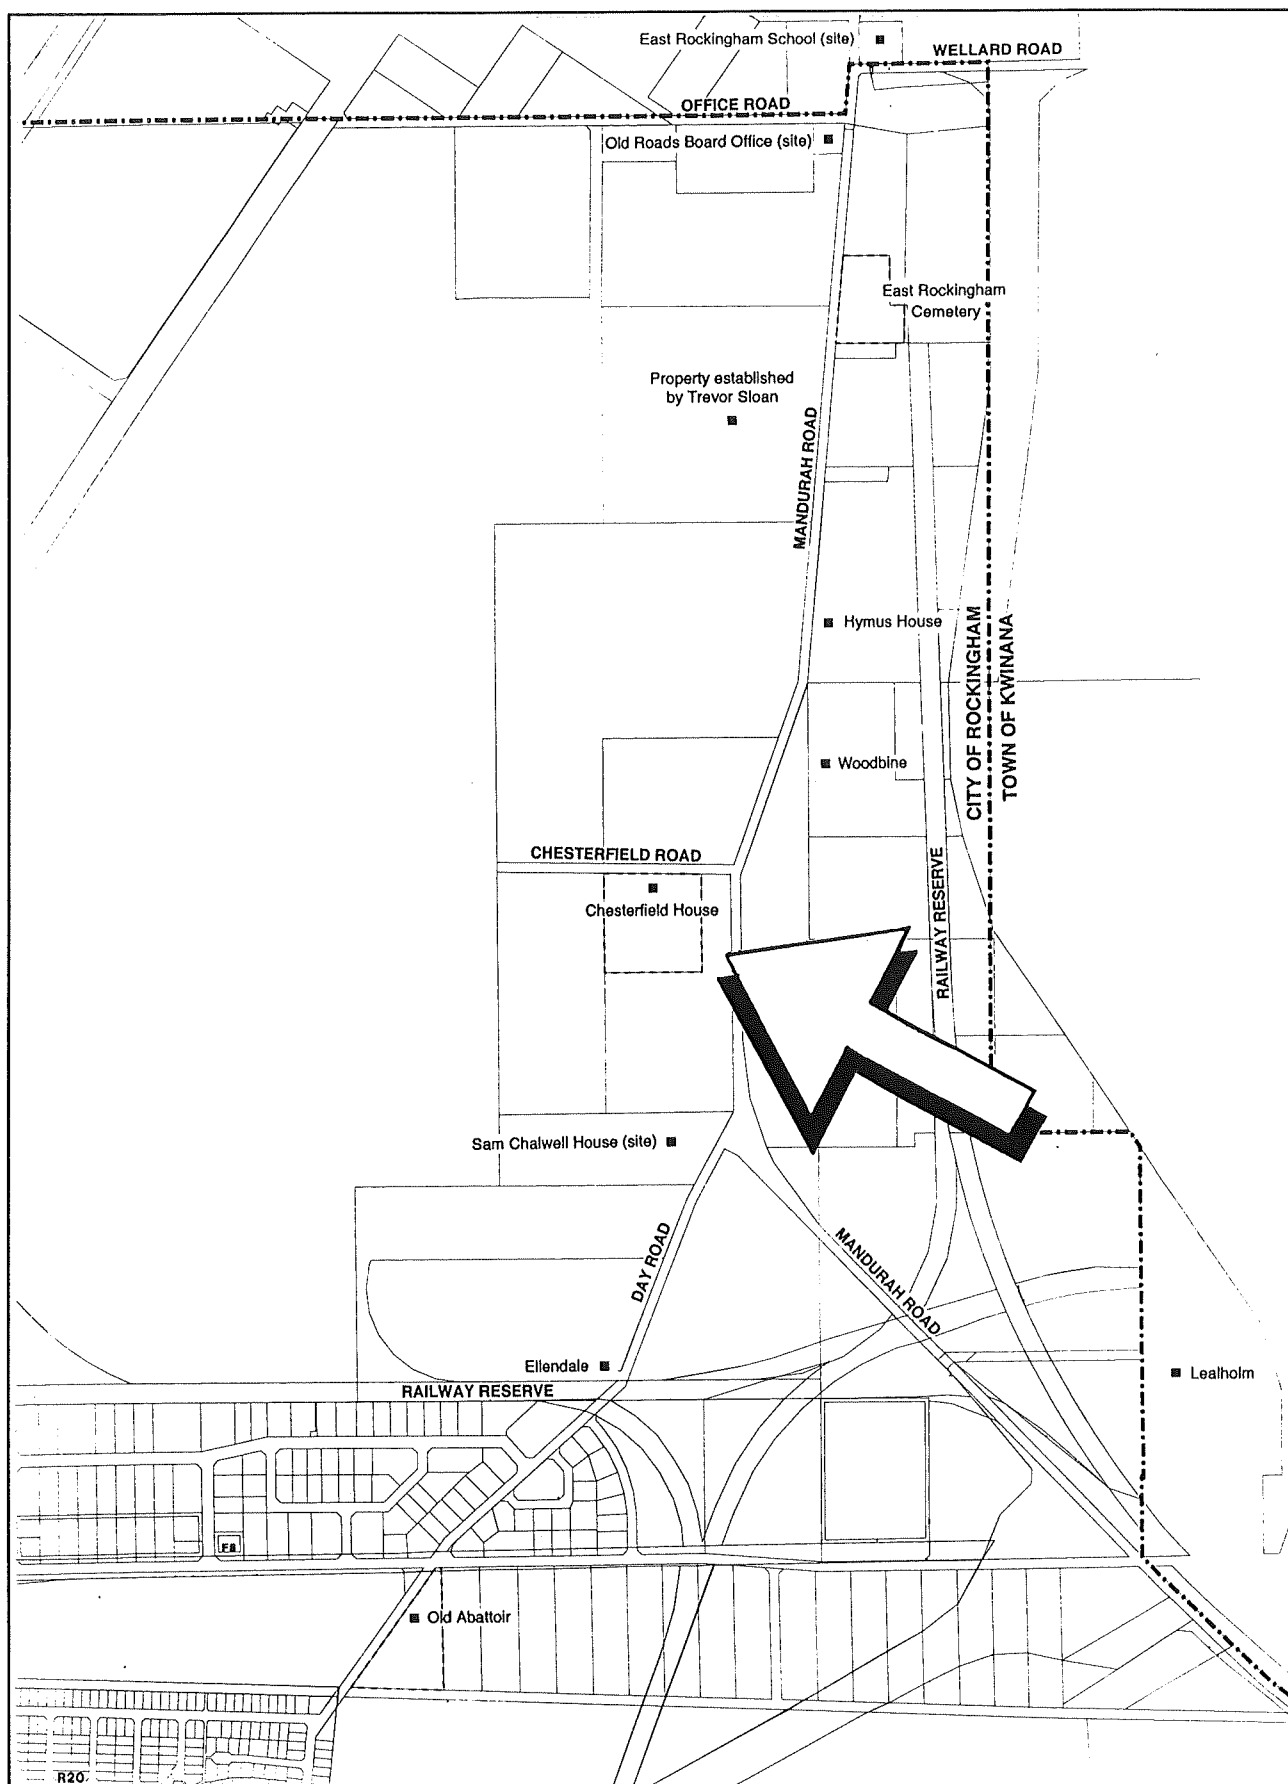 East Rockingham School (site)
WELLARD ROAD
OFFICE ROAD
Old Roads Board Office (site)
East Rockingham
Cemetery
Property established
by Trevor Sloan
MANDURAH ROAD
Hymus House
CITY OF ROCKINGHAM
TOWN OF KWINANA
Woodbine
CHESTERFIELD ROAD
Chesterfield House
RAILWAY RESERVE
Sam Chalwell House (site)
DAY ROAD
MANDURAH ROAD
Ellendale
Lealholm
RAILWAY RESERVE
Old Abattoir
R20